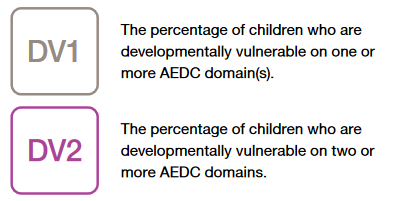 DV1
The percentage of children who are
developmentally vulnerable on one or
more AEDC domain(s).
DV2
The percentage of children who are
developmentally vulnerable on two or
more AEDC domains.